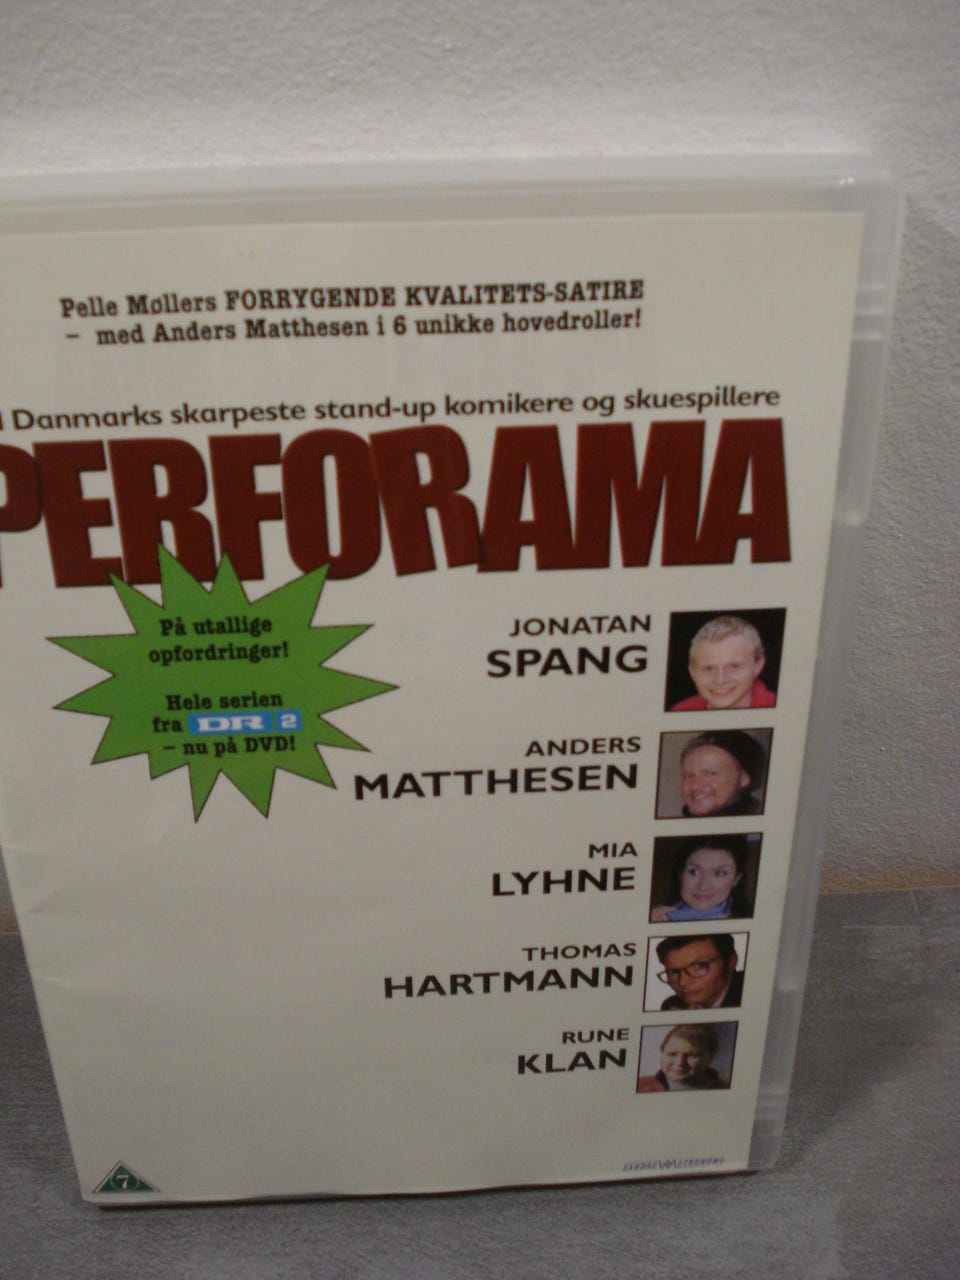 Pelle Møllers FORRYGENDE KVALITETS-SATIRE
– med Anders Matthesen i 6 unikke hovedroller!
Danmarks skarpeste stand-up komikere og skuespillere
PERFORAMA
På utallige
opfordringer!
Hele serien
fra DR 2
– nu på DVD!
JONATAN
SPANG
ANDERS
MATTHESEN
MIA
LYHNE
THOMAS
HARTMANN
RUNE
KLAN
7